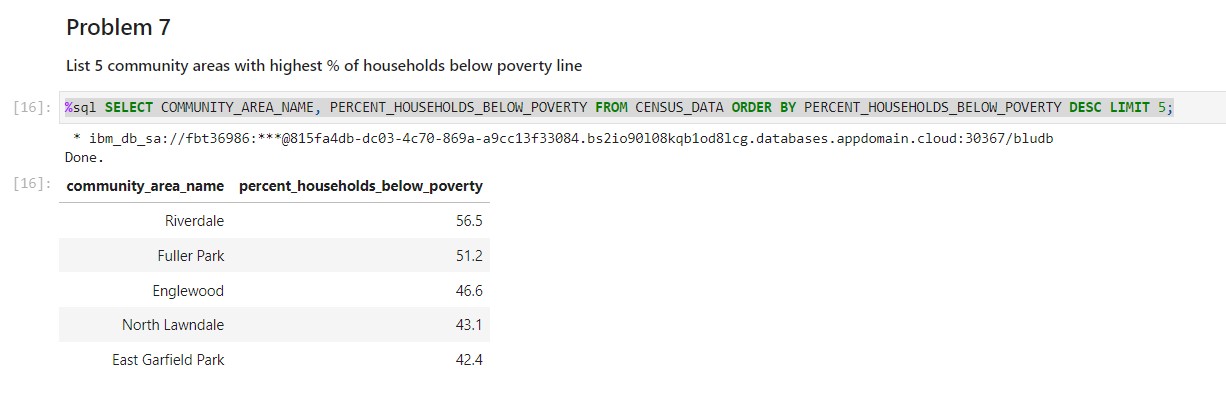 Problem 7
List 5 community areas with highest % of households below poverty line
[16]: %sql SELECT COMMUNITY_AREA_NAME, PERCENT_HOUSEHOLDS_BELOW_POVERTY FROM CENSUS_DATA ORDER BY PERCENT_HOUSEHOLDS_BELOW_POVERTY DESC LIMIT 5;
* ibm_db_sa://fbt36986:***@815fa4db-dc03-4c70-869a-a9cc13f33084.bs2io90l08kqb1od8lcg.databases.appdomain.cloud:30367/bludb
Done.
[16]: community_area_name percent_households_below_poverty
Riverdale 56.5
Fuller Park 51.2
Englewood 46.6
North Lawndale 43.1
East Garfield Park 42.4